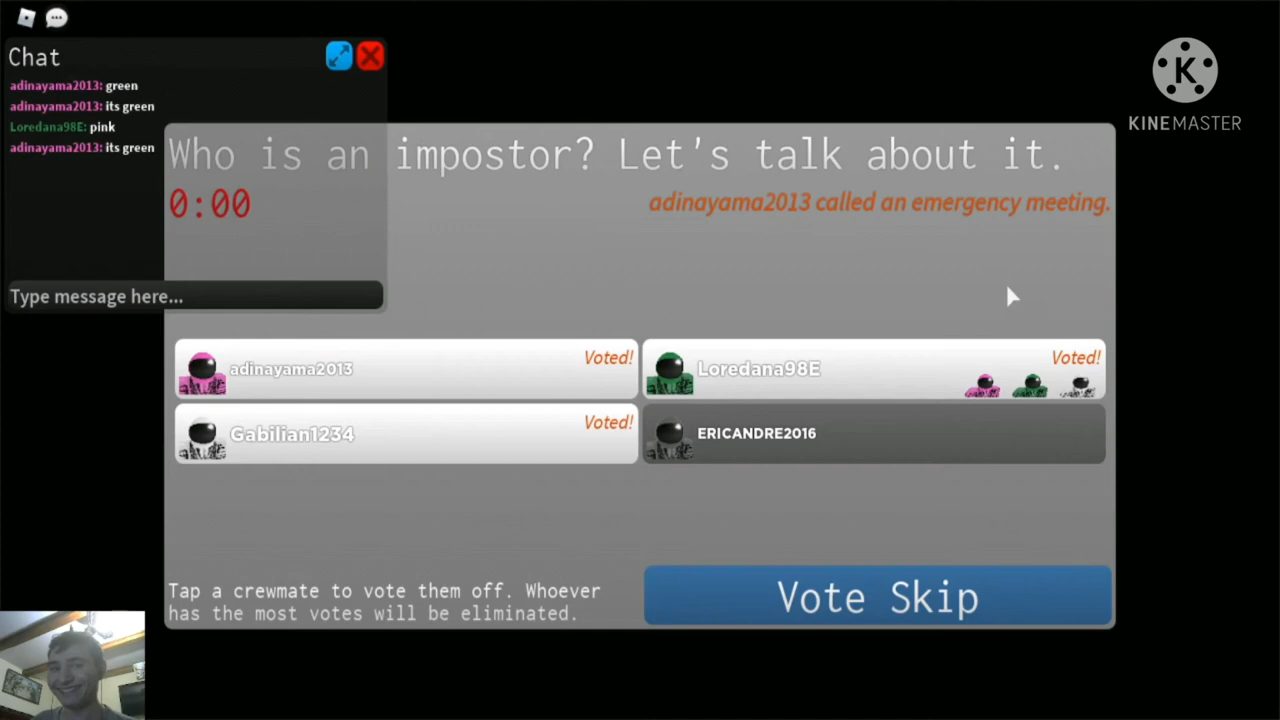 Chat
adinayama2013: green
adinayama2013: its green
Loredana98E: pink
adinayama2013: its green
Type message here...
K
KINEMASTER
Who is an impostor? Let's talk about it.
0:00
adinayama2013 called an emergency meeting.
adinayama2013 Voted!
Loredana98E Voted!
Gabilian1234 Voted!
ERICANDRE2016
Tap a crewmate to vote them off. Whoever
has the most votes will be eliminated.
Vote Skip